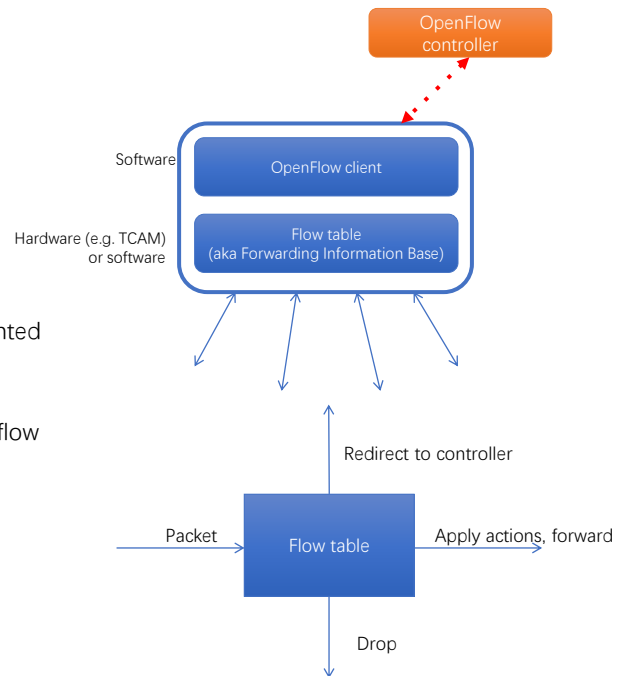 OpenFlow
controller
Software
OpenFlow client
Hardware (e.g. TCAM)
or software
Flow table
(aka Forwarding Information Base)
nted
flow
Redirect to controller
Packet
Flow table
Apply actions, forward
Drop